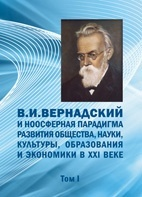 В.И.ВЕРНАДСКИЙ
И НООСФЕРНАЯ ПАРАДИГМА
РАЗВИТИЯ ОБЩЕСТВА, НАУКИ,
КУЛЬТУРЫ, ОБРАЗОВАНИЯ
И ЭКОНОМИКИ В XXI ВЕКЕ
Том I